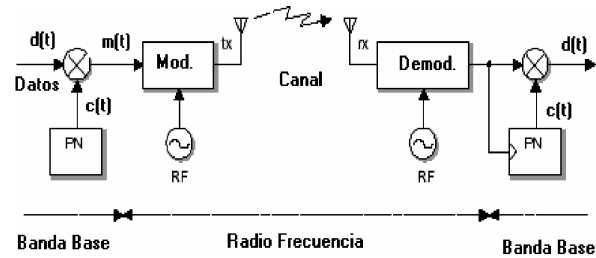 d(t)
m(t)
tx
rx
d(t)
Mod.
Canal
Demod.
Datos
c(t)
c(t)
PN
PN
RF
RF
Banda Base
Radio Frecuencia
Banda Base